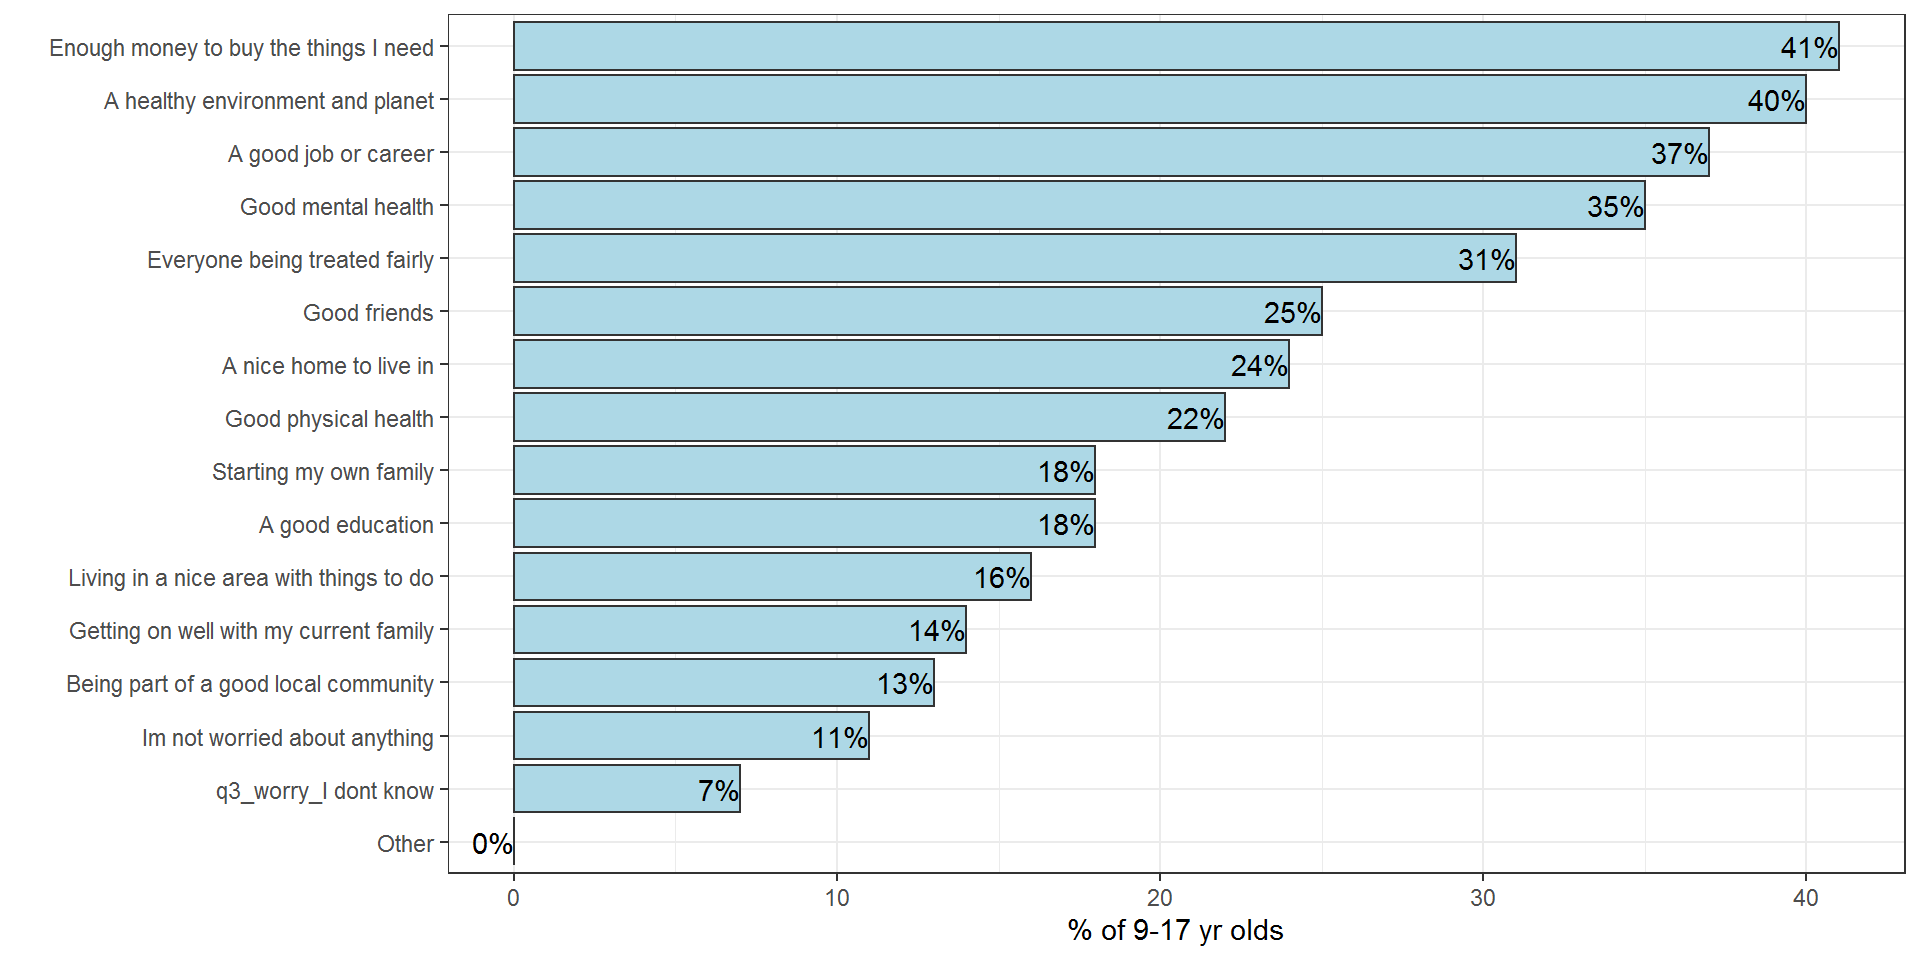 Enough money to buy the things I need 41%
A healthy environment and planet 40%
A good job or career 37%
Good mental health 35%
Everyone being treated fairly 31%
Good friends 25%
A nice home to live in 24%
Good physical health 22%
Starting my own family 18%
A good education 18%
Living in a nice area with things to do 16%
Getting on well with my current family 14%
Being part of a good local community 13%
Im not worried about anything 11%
q3_worry_I dont know 7%
Other 0%
0 10 20 30 40
% of 9-17 yr olds